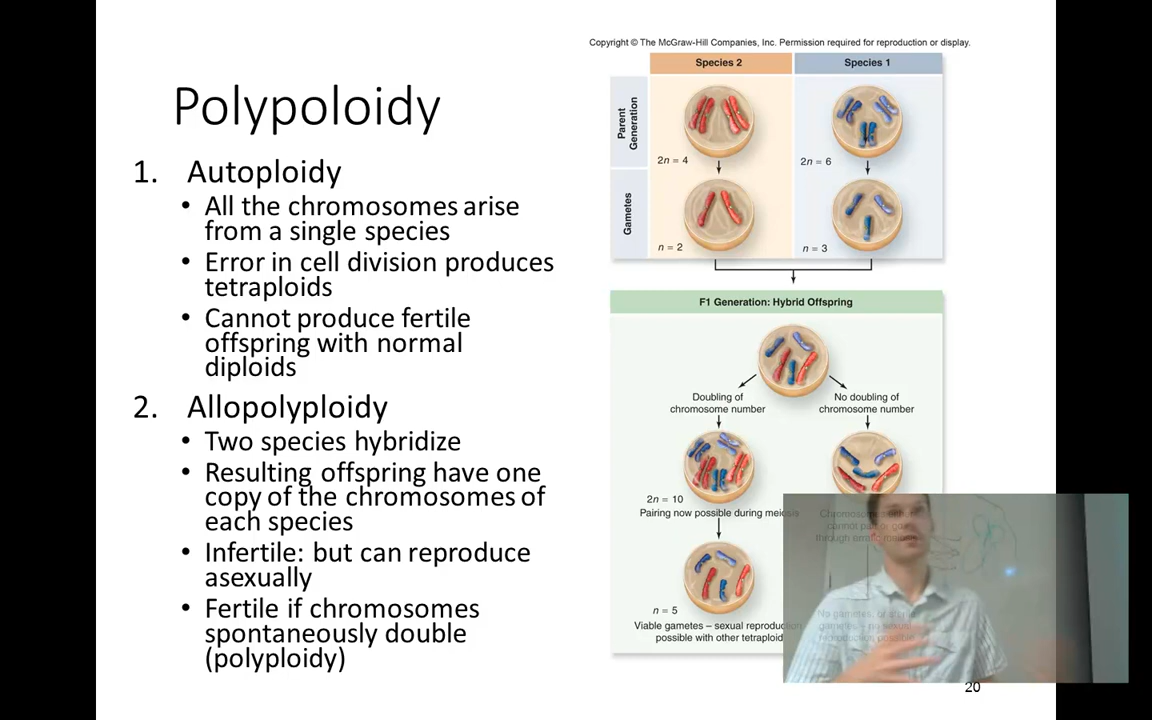 Copyright © The McGraw-Hill Companies, Inc. Permission required for reproduction or display.
Polypoloidy
1. Autoploidy
• All the chromosomes arise
from a single species
• Error in cell division produces
tetraploids
• Cannot produce fertile
offspring with normal
diploids
2. Allopolyploidy
• Two species hybridize
• Resulting offspring have one
copy of the chromosomes of
each species
• Infertile: but can reproduce
asexually
• Fertile if chromosomes
spontaneously double
(polyploidy)
Species 2
Species 1
Parent
Generation
2n = 4
2n = 6
Gametes
n = 2
n = 3
F1 Generation: Hybrid Offspring
Doubling of
chromosome number
No doubling of
chromosome number
2n = 10
Pairing now possible during meiosis
cannot
through
n = 5
Viable gametes – sexual reproduction
possible with other tetraploid
20